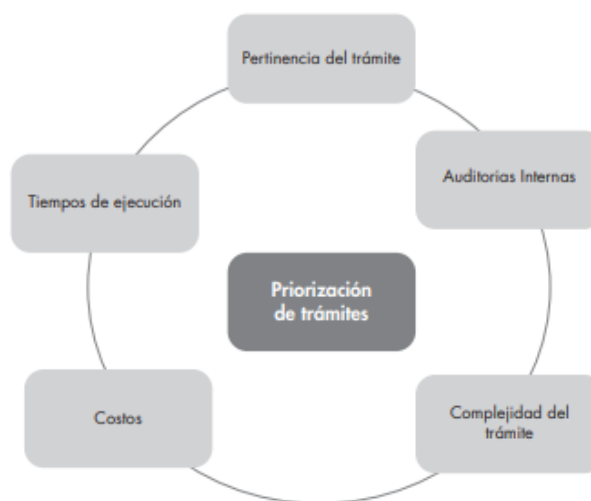 Pertinencia del trámite
Auditorias Internas
Tiempos de ejecución
Priorización
de trámites
Costos
Complejidad del
trámite